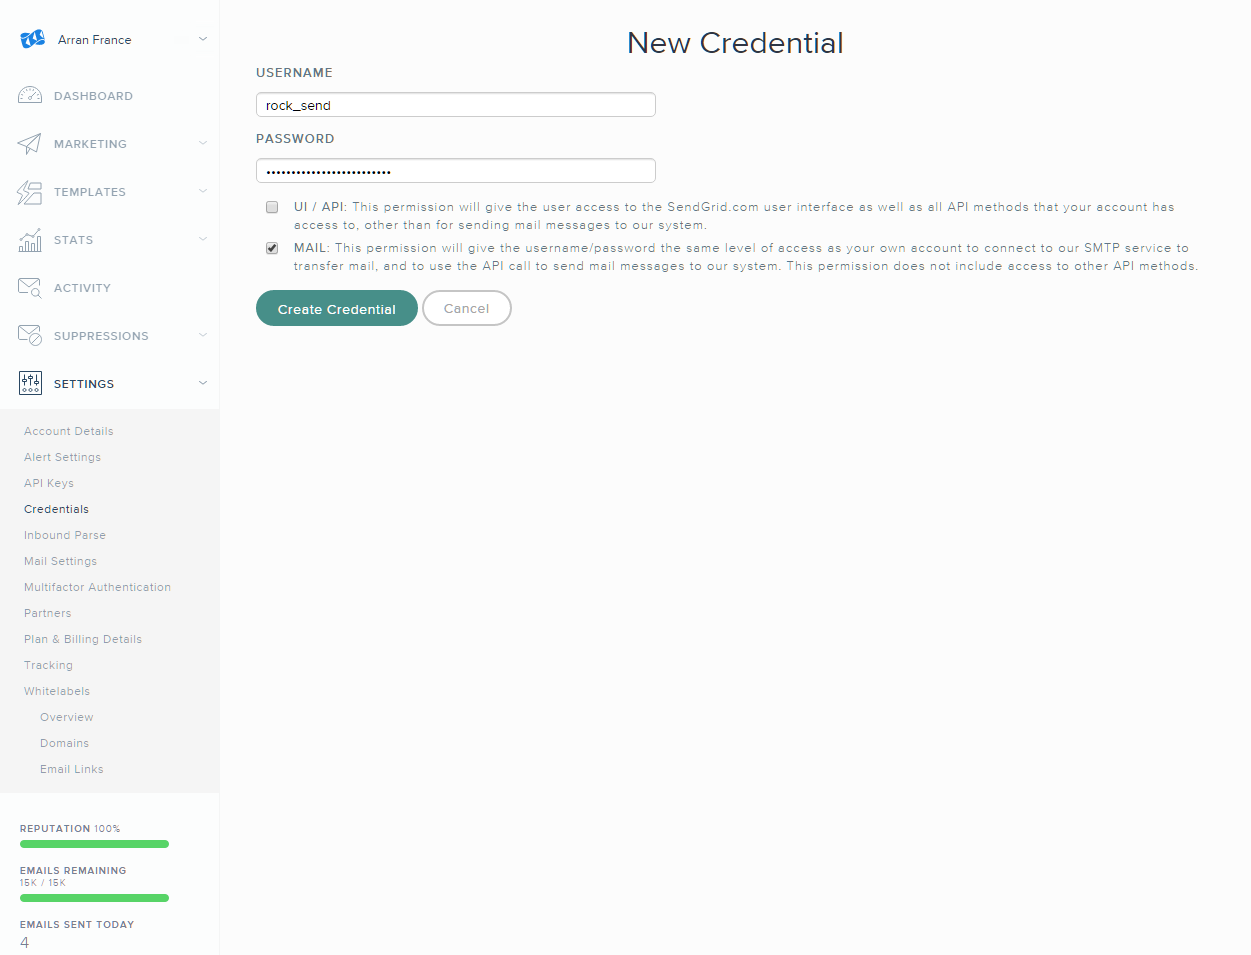 Arran France
DASHBOARD
MARKETING
TEMPLATES
STATS
ACTIVITY
SUPPRESSIONS
SETTINGS
Account Details
Alert Settings
API Keys
Credentials
Inbound Parse
Mail Settings
Multifactor Authentication
Partners
Plan & Billing Details
Tracking
Whitelabels
Overview
Domains
Email Links
REPUTATION 100%
EMAILS REMAINING
15K / 15K
EMAILS SENT TODAY
4
New Credential
USERNAME
rock_send
PASSWORD
UI / API: This permission will give the user access to the SendGrid.com user interface as well as all API methods that your account has
access to, other than for sending mail messages to our system.
MAIL: This permission will give the username/password the same level of access as your own account to connect to our SMTP service to
transfer mail, and to use the API call to send mail messages to our system. This permission does not include access to other API methods.
Create Credential
Cancel